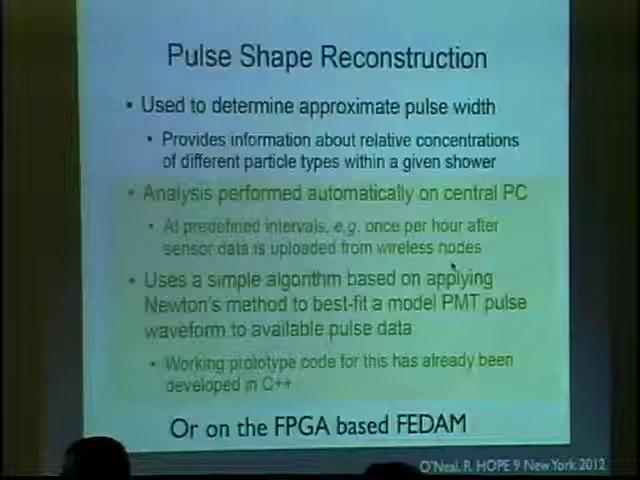 Pulse Shape Reconstruction
• Used to determine approximate pulse width
• Provides information about relative concentrations
of different particle types within a given shower
• Analysis performed automatically on central PC
• At predefined intervals, e.g. once per hour after
sensor data is uploaded from wireless nodes
• Uses a simple algorithm based on applying
Newton's method to best-fit a model PMT pulse
waveform to available pulse data
• Working prototype code for this has already been
developed in C++
Or on the FPGA based FEDAM
O'Neal, R. HOPE 9 New York 2012